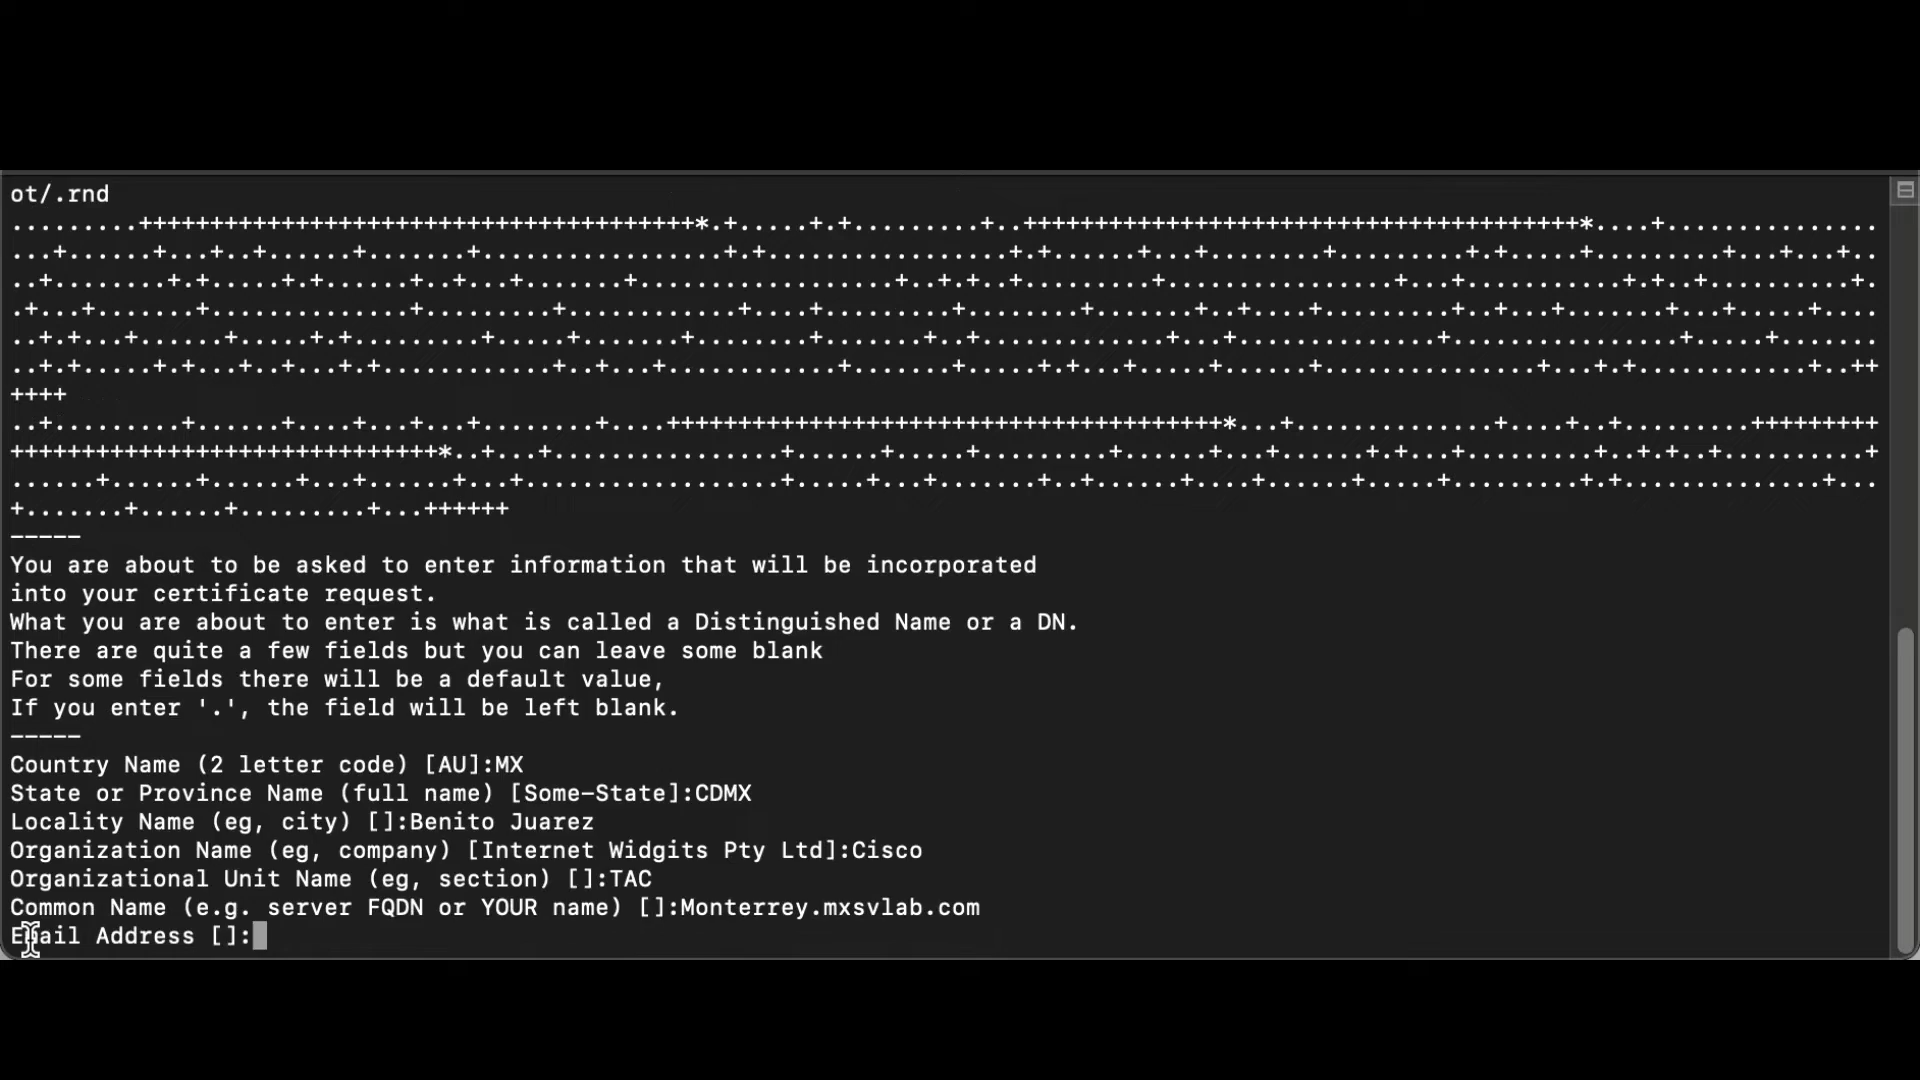 ot/.rnd
-----
You are about to be asked to enter information that will be incorporated
into your certificate request.
What you are about to enter is what is called a Distinguished Name or a DN.
There are quite a few fields but you can leave some blank
For some fields there will be a default value,
If you enter '.', the field will be left blank.
-----
Country Name (2 letter code) [AU]:MX
State or Province Name (full name) [Some-State]:CDMX
Locality Name (eg, city) []:Benito Juarez
Organization Name (eg, company) [Internet Widgits Pty Ltd]:Cisco
Organizational Unit Name (eg, section) []:TAC
Common Name (e.g. server FQDN or YOUR name) []:Monterrey.mxsvlab.com
Email Address []: